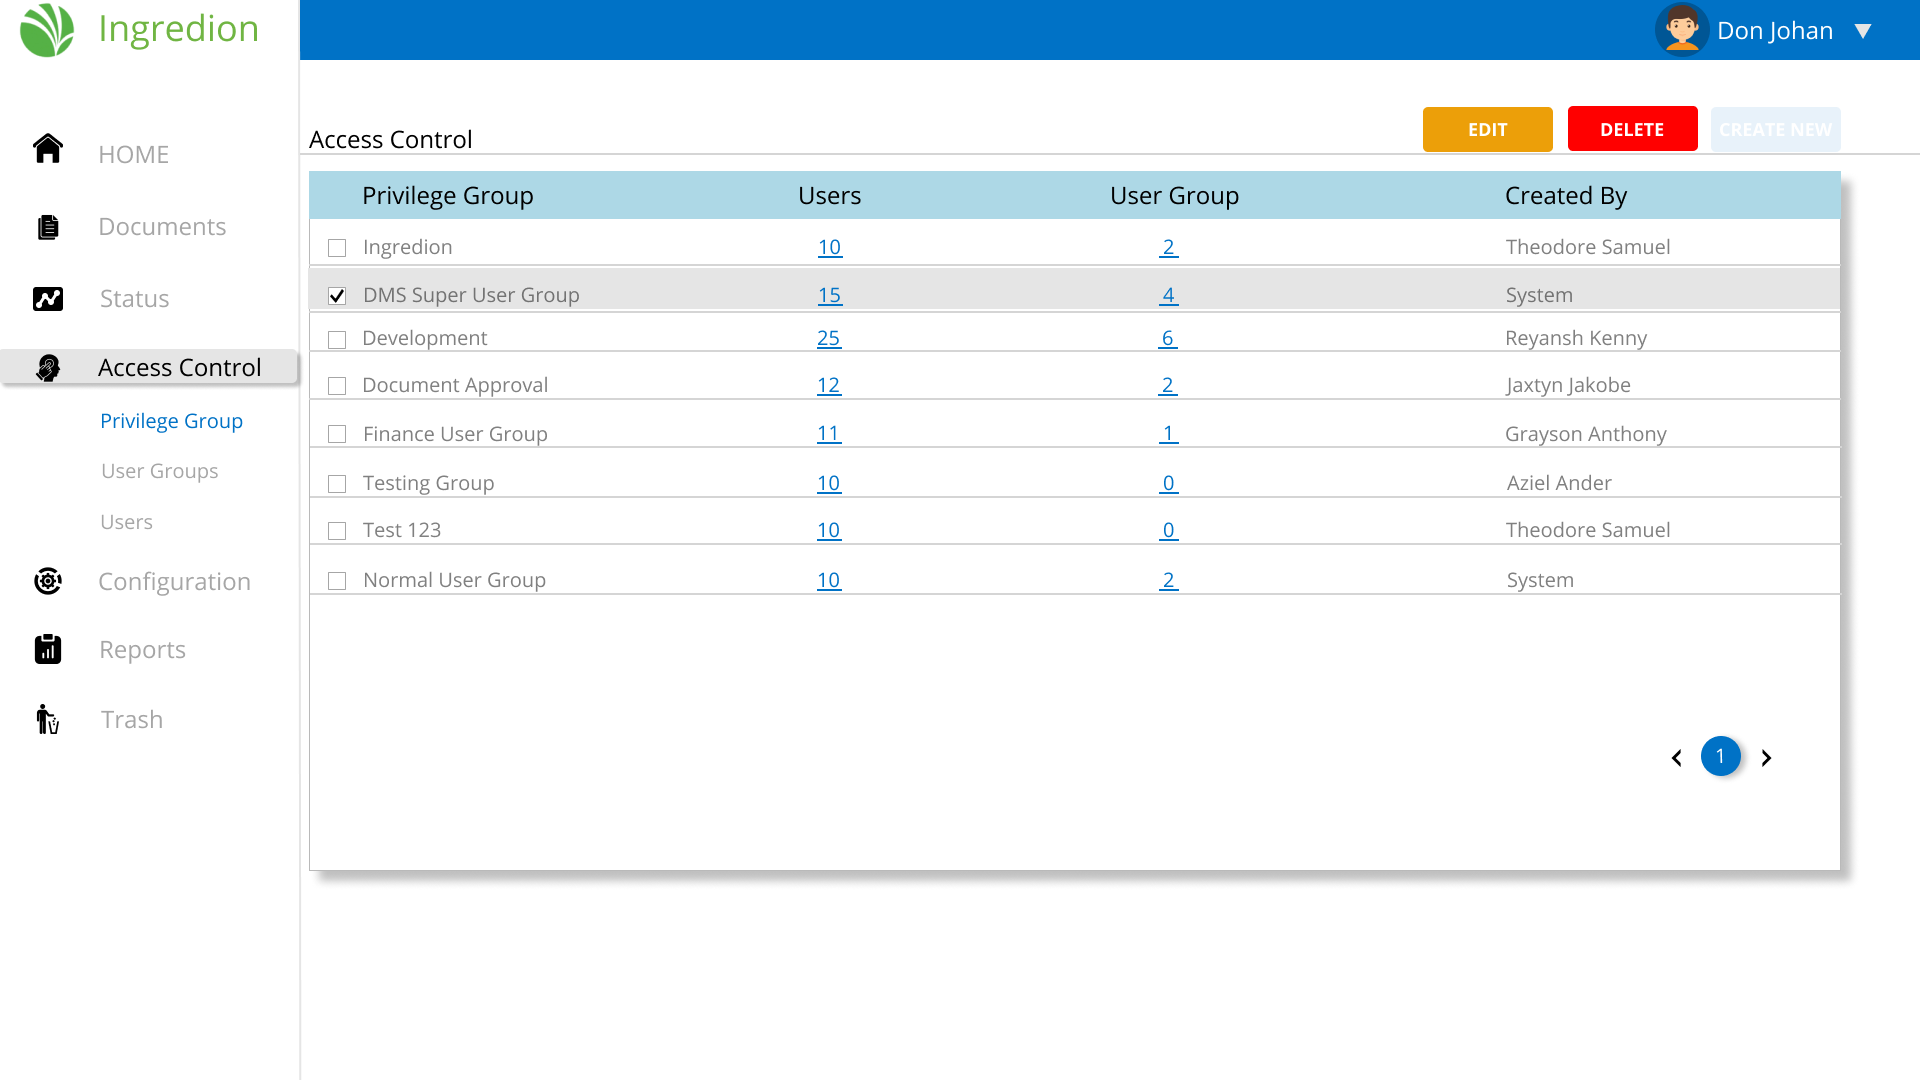 Ingredion
Don Johan ▼
HOME
Documents
Status
Access Control
Privilege Group
User Groups
Users
Configuration
Reports
Trash
Access Control
EDIT DELETE CREATE NEW
Privilege Group Users User Group Created By
Ingredion 10 2 Theodore Samuel
DMS Super User Group 15 4 System
Development 25 6 Reyansh Kenny
Document Approval 12 2 Jaxtyn Jakobe
Finance User Group 11 1 Grayson Anthony
Testing Group 10 0 Aziel Ander
Test 123 10 0 Theodore Samuel
Normal User Group 10 2 System
1